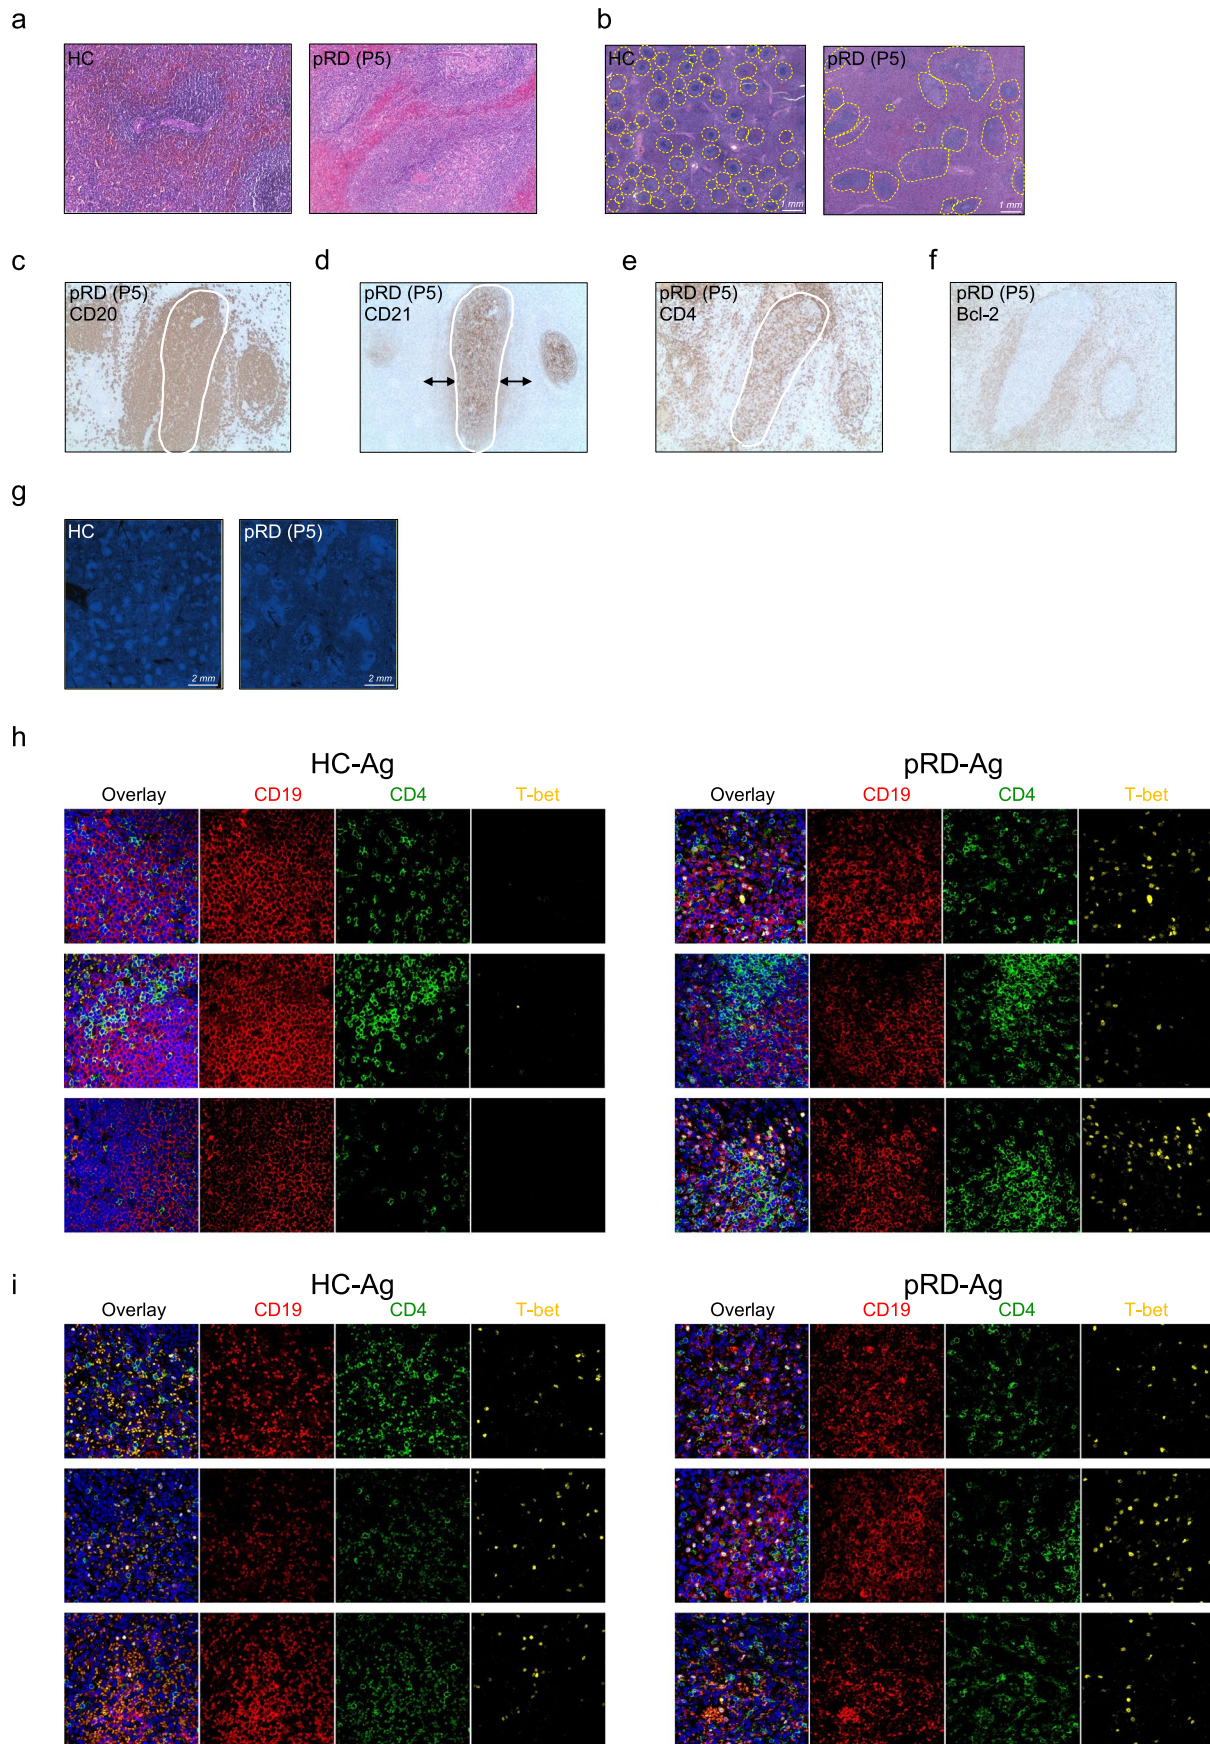 a
HC
pRD (P5)
b
HC
1 mm
pRD (P5)
1 mm
c
pRD (P5)
CD20
d
pRD (P5)
CD21
e
pRD (P5)
CD4
f
pRD (P5)
Bcl-2
g
HC
2 mm
pRD (P5)
2 mm
h
HC-Ag
pRD-Ag
Overlay CD19 CD4 T-bet
Overlay CD19 CD4 T-bet
i
HC-Ag
pRD-Ag
Overlay CD19 CD4 T-bet
Overlay CD19 CD4 T-bet